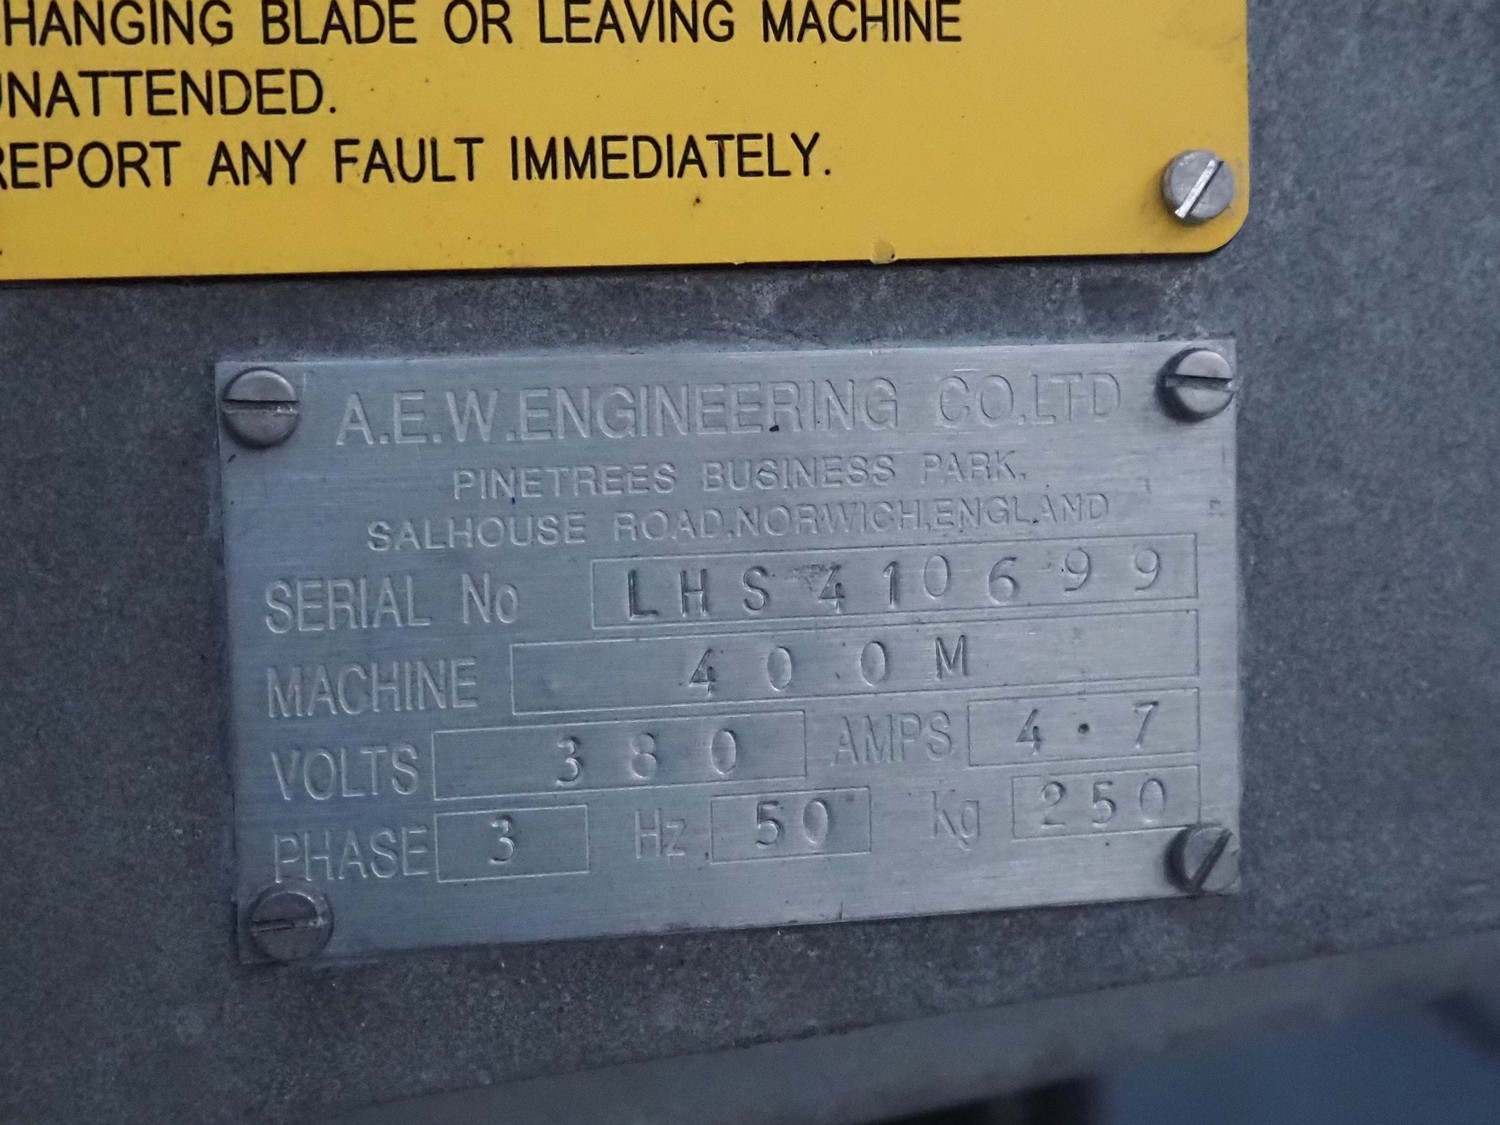 HANGING BLADE OR LEAVING MACHINE
UNATTENDED.
REPORT ANY FAULT IMMEDIATELY.
A.E.W.ENGINEERING CO.LTD
PINETREES BUSINESS PARK,
SALHOUSE ROAD,NORWICH,ENGLAND
SERIAL No LHS410699
MACHINE 400M
VOLTS 380 AMPS 4.7
PHASE 3 Hz 50 Kg 250